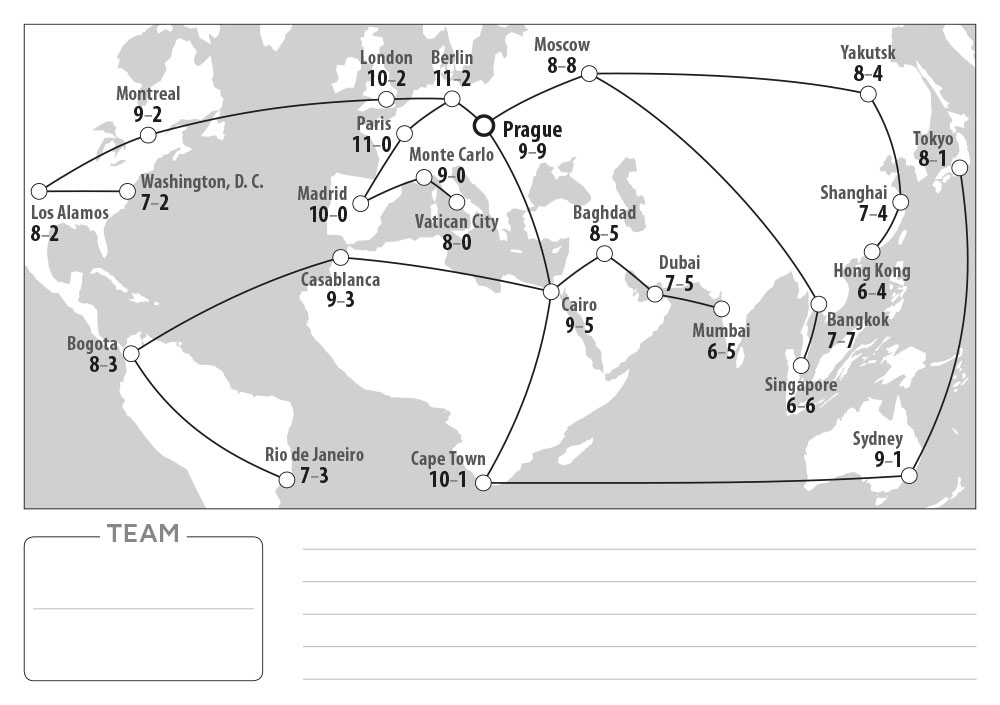 Moscow
8–8
London
10–2
Berlin
11–2
Yakutsk
8–4
Montreal
9–2
Paris
11–0
Prague
9–9
Tokyo
8–1
Monte Carlo
9–0
Washington, D. C.
7–2
Madrid
10–0
Shanghai
7–4
Los Alamos
8–2
Vatican City
8–0
Baghdad
8–5
Dubai
7–5
Hong Kong
6–4
Casablanca
9–3
Cairo
9–5
Mumbai
6–5
Bangkok
7–7
Bogota
8–3
Singapore
6–6
Sydney
9–1
Rio de Janeiro
7–3
Cape Town
10–1
TEAM